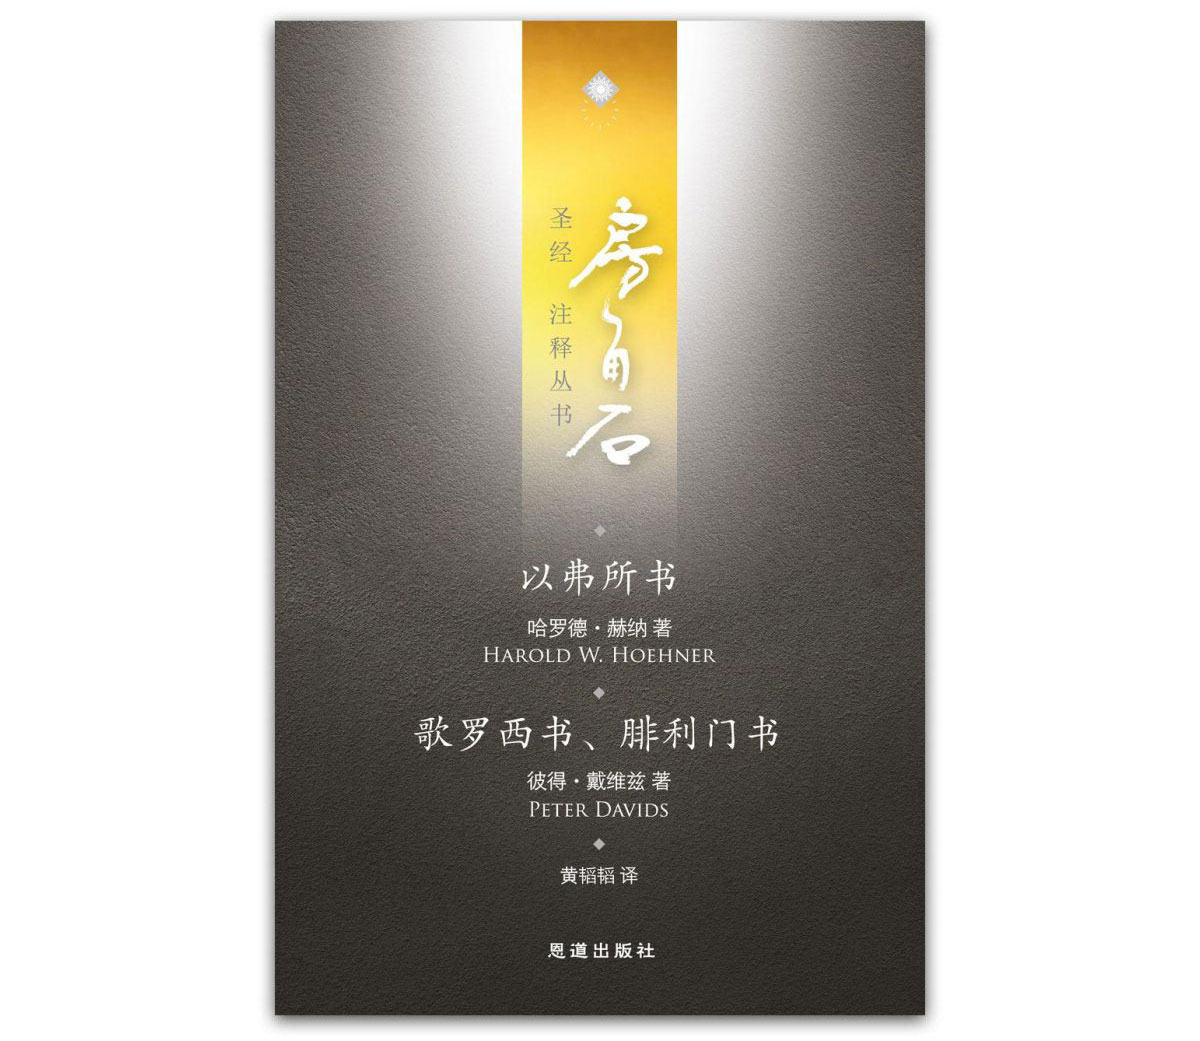 房角石
圣经 注释丛书
以弗所书
哈罗德·赫纳 著
HAROLD W. HOEHNER
歌罗西书、腓利门书
彼得·戴维兹 著
PETER DAVIDS
黄韬韬 译
恩道出版社